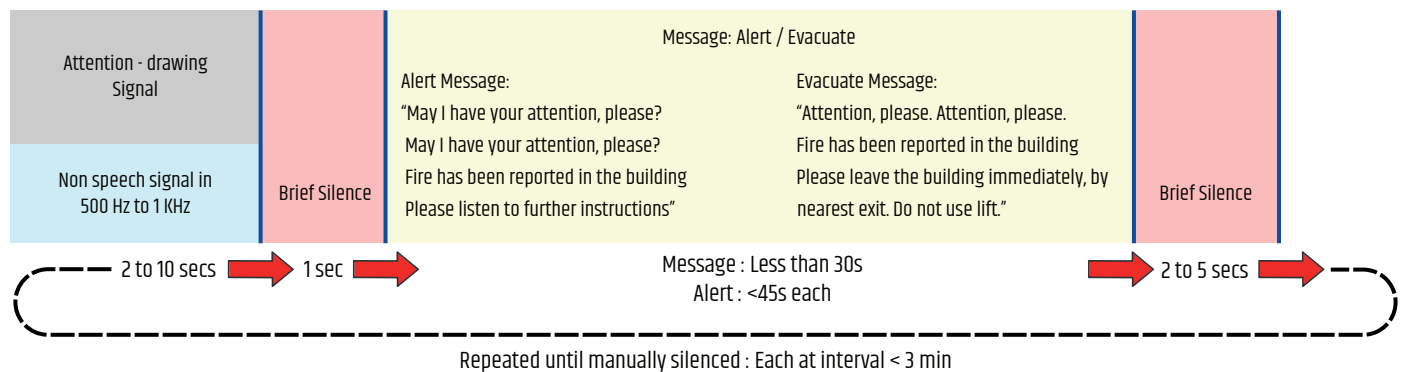 Attention - drawing
Signal
Non speech signal in
500 Hz to 1 KHz
Brief Silence
Message: Alert / Evacuate
Alert Message:
“May I have your attention, please?
May I have your attention, please?
Fire has been reported in the building
Please listen to further instructions”
Evacuate Message:
“Attention, please. Attention, please.
Fire has been reported in the building
Please leave the building immediately, by
nearest exit. Do not use lift.”
Brief Silence
2 to 10 secs
1 sec
Message : Less than 30s
Alert : <45s each
2 to 5 secs
Repeated until manually silenced : Each at interval < 3 min